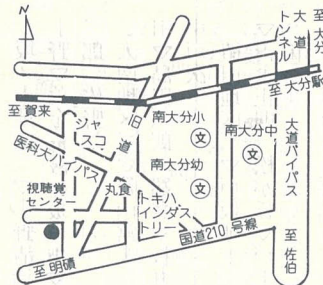 N
至大分
大道トンネル
至大分駅
至賀来
ジャスコ
旧道
南大分小
文
南大分中
文
大道バイパス
医科大バイパス
南大分幼
文
視聴覚センター
丸食
トキハ、インダストリー
国道210号線
至佐伯
至明磧